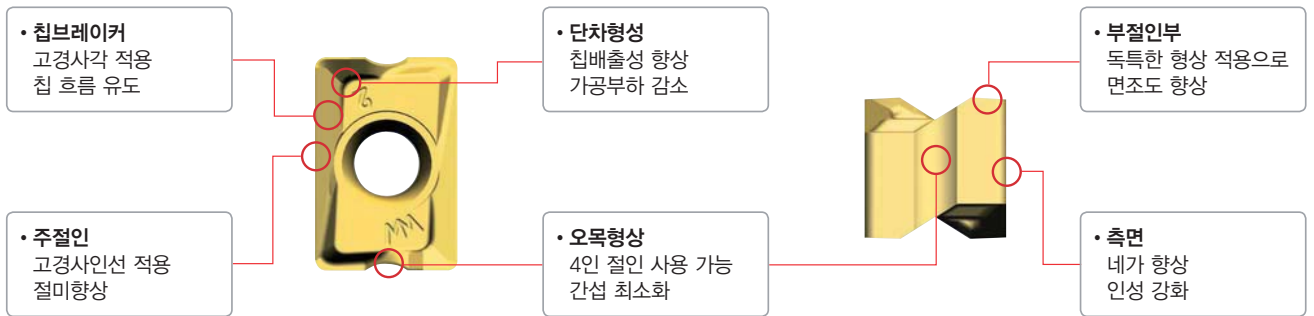 • 칩브레이커
고경사각 적용
칩 흐름 유도
• 단차형성
칩배출성 향상
가공부하 감소
• 부절인부
독특한 형상 적용으로
면조도 향상
6
MM
• 주절인
고경사인선 적용
절미향상
• 오목형상
4인 절인 사용 가능
간섭 최소화
• 측면
네가 향상
인성 강화